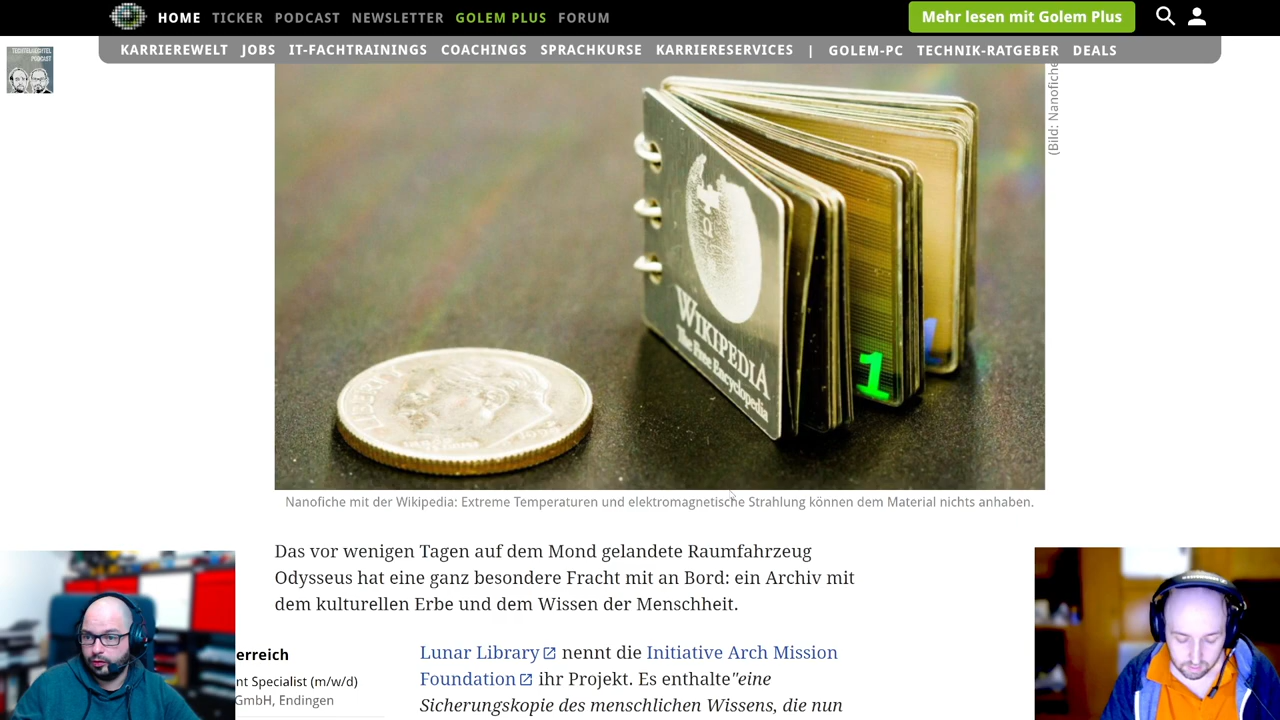 HOME TICKER PODCAST NEWSLETTER GOLEM PLUS FORUM Mehr lesen mit Golem Plus
KARRIEREWELT JOBS IT-FACHTRAININGS COACHINGS SPRACHKURSE KARRIERESERVICES | GOLEM-PC TECHNIK-RATGEBER DEALS
TECHTELMECHTEL
PODCAST
(Bild: Nanofiche
LIBERTY
Ω
WIKIPEDIA
The Free Encyclopedia
1
Nanofiche mit der Wikipedia: Extreme Temperaturen und elektromagnetische Strahlung können dem Material nichts anhaben.
Das vor wenigen Tagen auf dem Mond gelandete Raumfahrzeug
Odysseus hat eine ganz besondere Fracht mit an Bord: ein Archiv mit
dem kulturellen Erbe und dem Wissen der Menschheit.
erreich
nt Specialist (m/w/d)
GmbH, Endingen
Lunar Library nennt die Initiative Arch Mission
Foundation ihr Projekt. Es enthalte "eine
Sicherungskopie des menschlichen Wissens, die nun